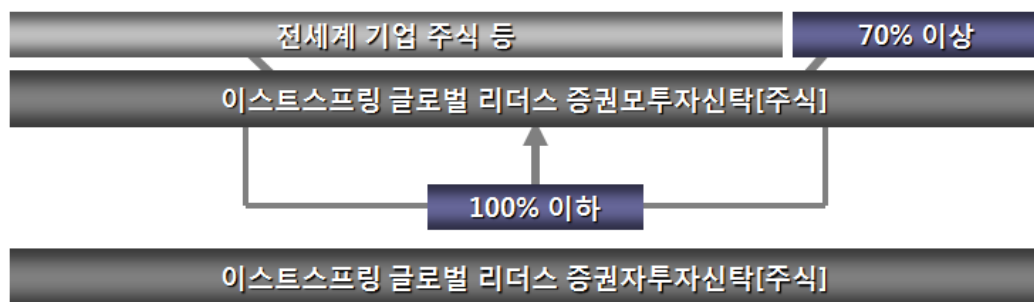 전세계 기업 주식 등
70% 이상
이스트스프링 글로벌 리더스 증권모투자신탁[주식]
100% 이하
이스트스프링 글로벌 리더스 증권자투자신탁[주식]